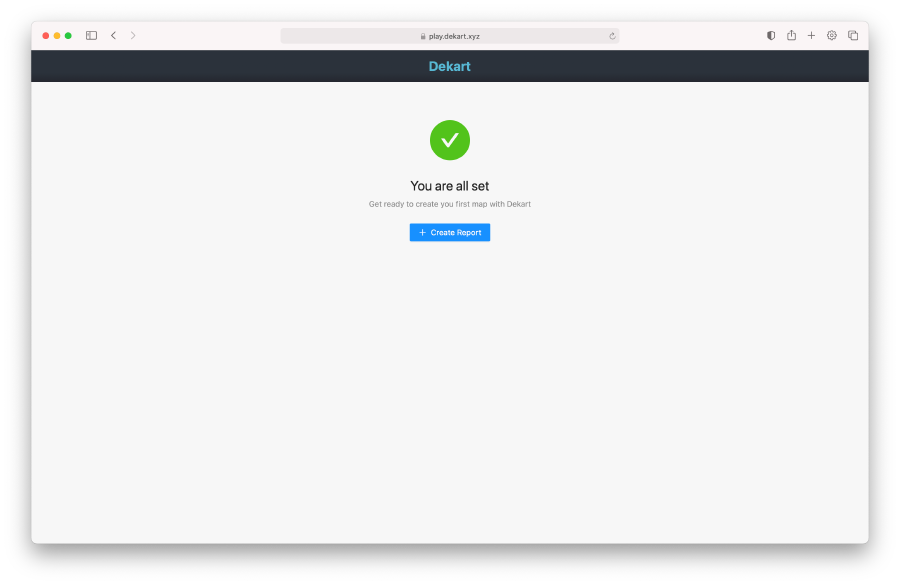 play.dekart.xyz
Dekart
You are all set
Get ready to create you first map with Dekart
+ Create Report